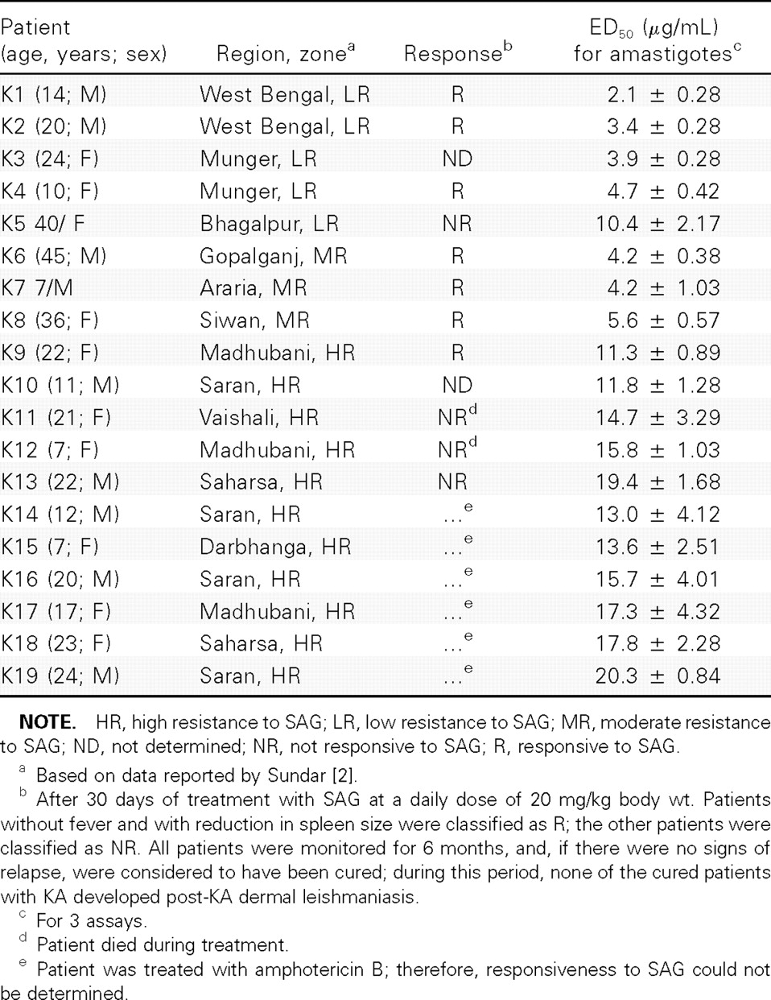 Patient
(age, years; sex) Region, zoneᵃ Responseᵇ ED₅₀ (μg/mL)
for amastigotesᶜ
K1 (14; M) West Bengal, LR R 2.1 ± 0.28
K2 (20; M) West Bengal, LR R 3.4 ± 0.28
K3 (24; F) Munger, LR ND 3.9 ± 0.28
K4 (10; F) Munger, LR R 4.7 ± 0.42
K5 40/ F Bhagalpur, LR NR 10.4 ± 2.17
K6 (45; M) Gopalganj, MR R 4.2 ± 0.38
K7 7/M Araria, MR R 4.2 ± 1.03
K8 (36; F) Siwan, MR R 5.6 ± 0.57
K9 (22; F) Madhubani, HR R 11.3 ± 0.89
K10 (11; M) Saran, HR ND 11.8 ± 1.28
K11 (21; F) Vaishali, HR NRᵈ 14.7 ± 3.29
K12 (7; F) Madhubani, HR NRᵈ 15.8 ± 1.03
K13 (22; M) Saharsa, HR NR 19.4 ± 1.68
K14 (12; M) Saran, HR ...ᵉ 13.0 ± 4.12
K15 (7; F) Darbhanga, HR ...ᵉ 13.6 ± 2.51
K16 (20; M) Saran, HR ...ᵉ 15.7 ± 4.01
K17 (17; F) Madhubani, HR ...ᵉ 17.3 ± 4.32
K18 (23; F) Saharsa, HR ...ᵉ 17.8 ± 2.28
K19 (24; M) Saran, HR ...ᵉ 20.3 ± 0.84
NOTE. HR, high resistance to SAG; LR, low resistance to SAG; MR, moderate resistance
to SAG; ND, not determined; NR, not responsive to SAG; R, responsive to SAG.
ᵃ Based on data reported by Sundar [2].
ᵇ After 30 days of treatment with SAG at a daily dose of 20 mg/kg body wt. Patients
without fever and with reduction in spleen size were classified as R; the other patients were
classified as NR. All patients were monitored for 6 months, and, if there were no signs of
relapse, were considered to have been cured; during this period, none of the cured patients
with KA developed post-KA dermal leishmaniasis.
ᶜ For 3 assays.
ᵈ Patient died during treatment.
ᵉ Patient was treated with amphotericin B; therefore, responsiveness to SAG could not
be determined.